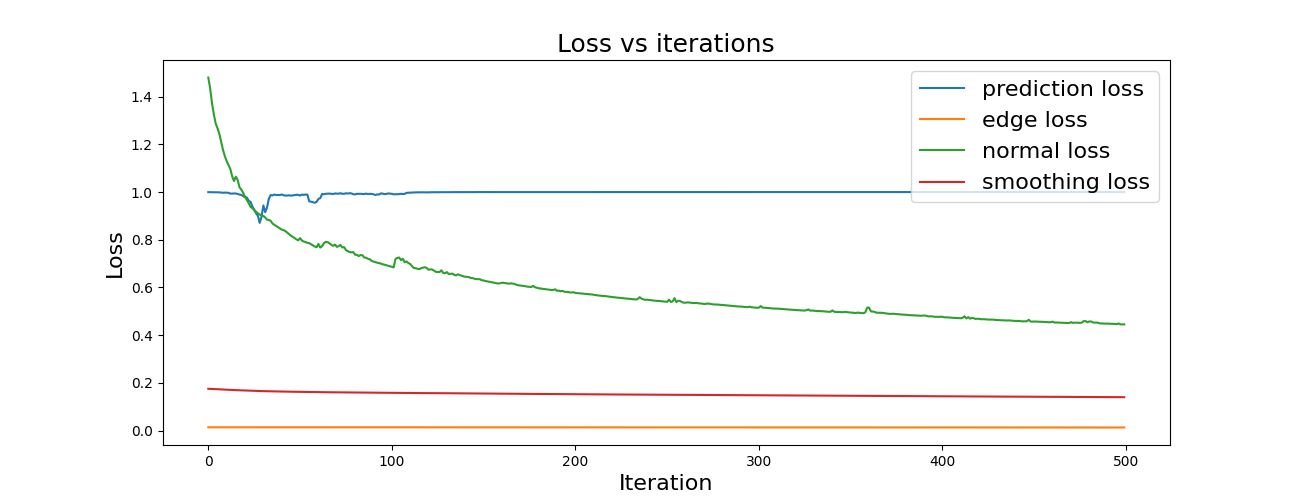 Loss vs iterations
prediction loss
edge loss
normal loss
smoothing loss
Loss
1.4
1.2
1.0
0.8
0.6
0.4
0.2
0.0
0 100 200 300 400 500
Iteration